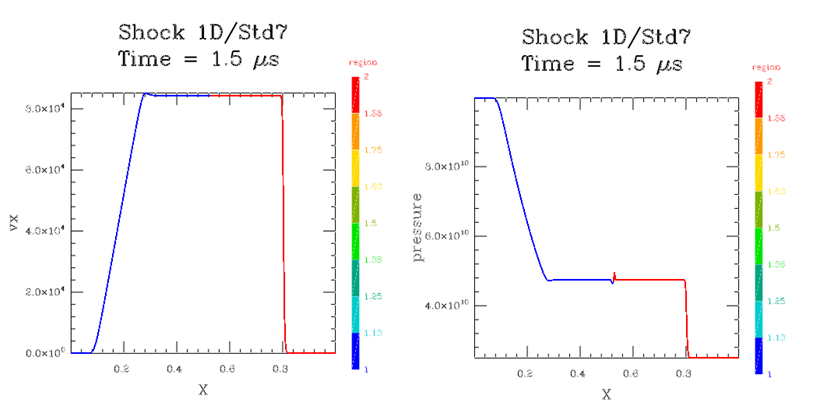 Shock 1D/Std7
Time = 1.5 μs
region
2
1.88
1.75
1.63
1.5
1.38
1.25
1.13
1
8.0×10⁴
6.0×10⁴
4.0×10⁴
2.0×10⁴
0.0×10⁰
vx
0.2 0.4 0.6 0.8
X
Shock 1D/Std7
Time = 1.5 μs
region
2
1.88
1.75
1.63
1.5
1.38
1.25
1.13
1
8.0×10¹⁰
6.0×10¹⁰
4.0×10¹⁰
pressure
0.2 0.4 0.6 0.8
X